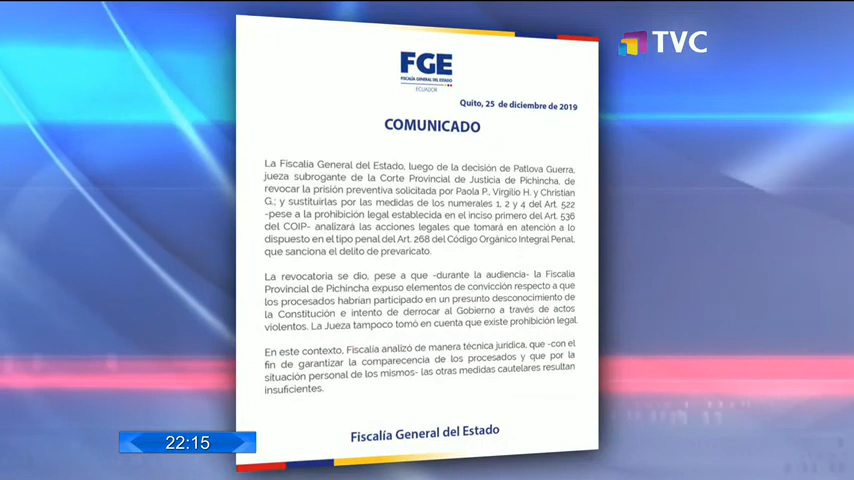 TVC
FGE
FISCALÍA GENERAL DEL ESTADO
ECUADOR
Quito, 25 de diciembre de 2019
COMUNICADO
La Fiscalía General del Estado, luego de la decisión de Patlova Guerra,
jueza subrogante de la Corte Provincial de Justicia de Pichincha, de
revocar la prisión preventiva solicitada por Paola P., Virgilio H. y Christian
G.; y sustituirlas por las medidas de los numerales 1, 2 y 4 del Art. 522
-pese a la prohibición legal establecida en el inciso primero del Art. 536
del COIP- analizará las acciones legales que tomará en atención a lo
dispuesto en el tipo penal del Art. 268 del Código Orgánico Integral Penal,
que sanciona el delito de prevaricato.
La revocatoria se dio, pese a que -durante la audiencia- la Fiscalía
Provincial de Pichincha expuso elementos de convicción respecto a que
los procesados habrían participado en un presunto desconocimiento de
la Constitución e intento de derrocar al Gobierno a través de actos
violentos. La Jueza tampoco tomó en cuenta que existe prohibición legal.
En este contexto, Fiscalía analizó de manera técnica jurídica, que -con el
fin de garantizar la comparecencia de los procesados y que por la
situación personal de los mismos- las otras medidas cautelares resultan
insuficientes.
Fiscalía General del Estado
22:15